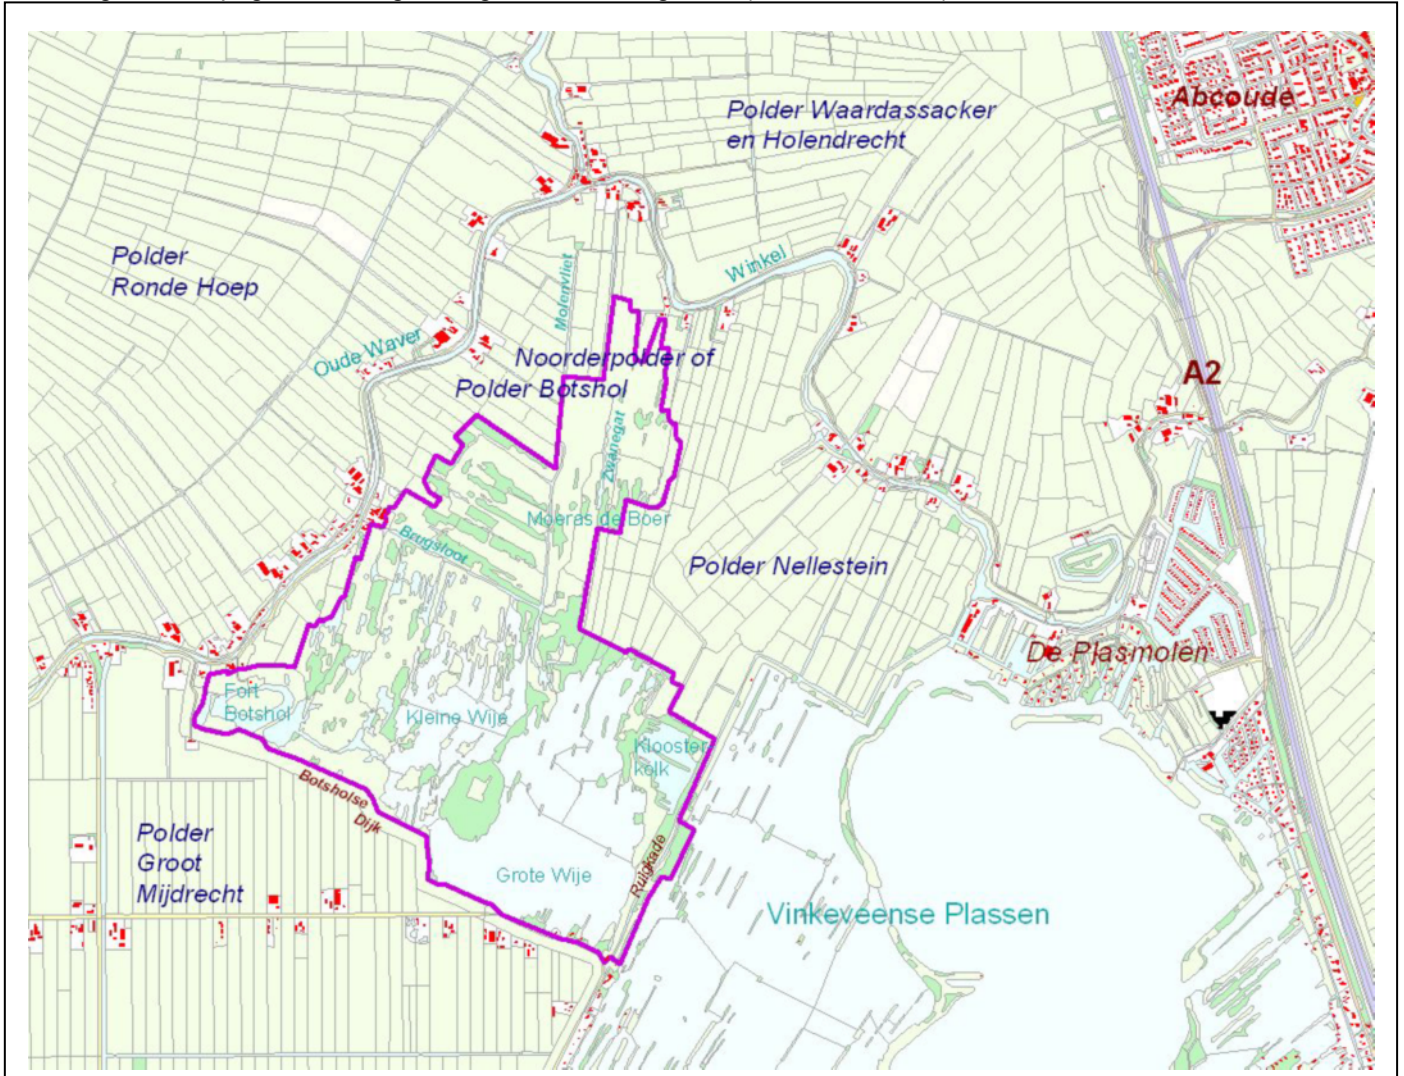 Abcoude
Polder Waardassacker
en Holendrecht
Polder
Ronde Hoep
Winkel
Molenvliet
Oude Waver
Noorderpolder of
Polder Botshol
A2
Zwanegat
Moeras de Boer
Brugsloot
Polder Nellestein
De Plasmolen
Fort
Botshol
Kleine Wije
Klooster
kolk
Botsholse
Dijk
Polder
Groot
Mijdrecht
Grote Wije
Ruigkade
Vinkeveense Plassen